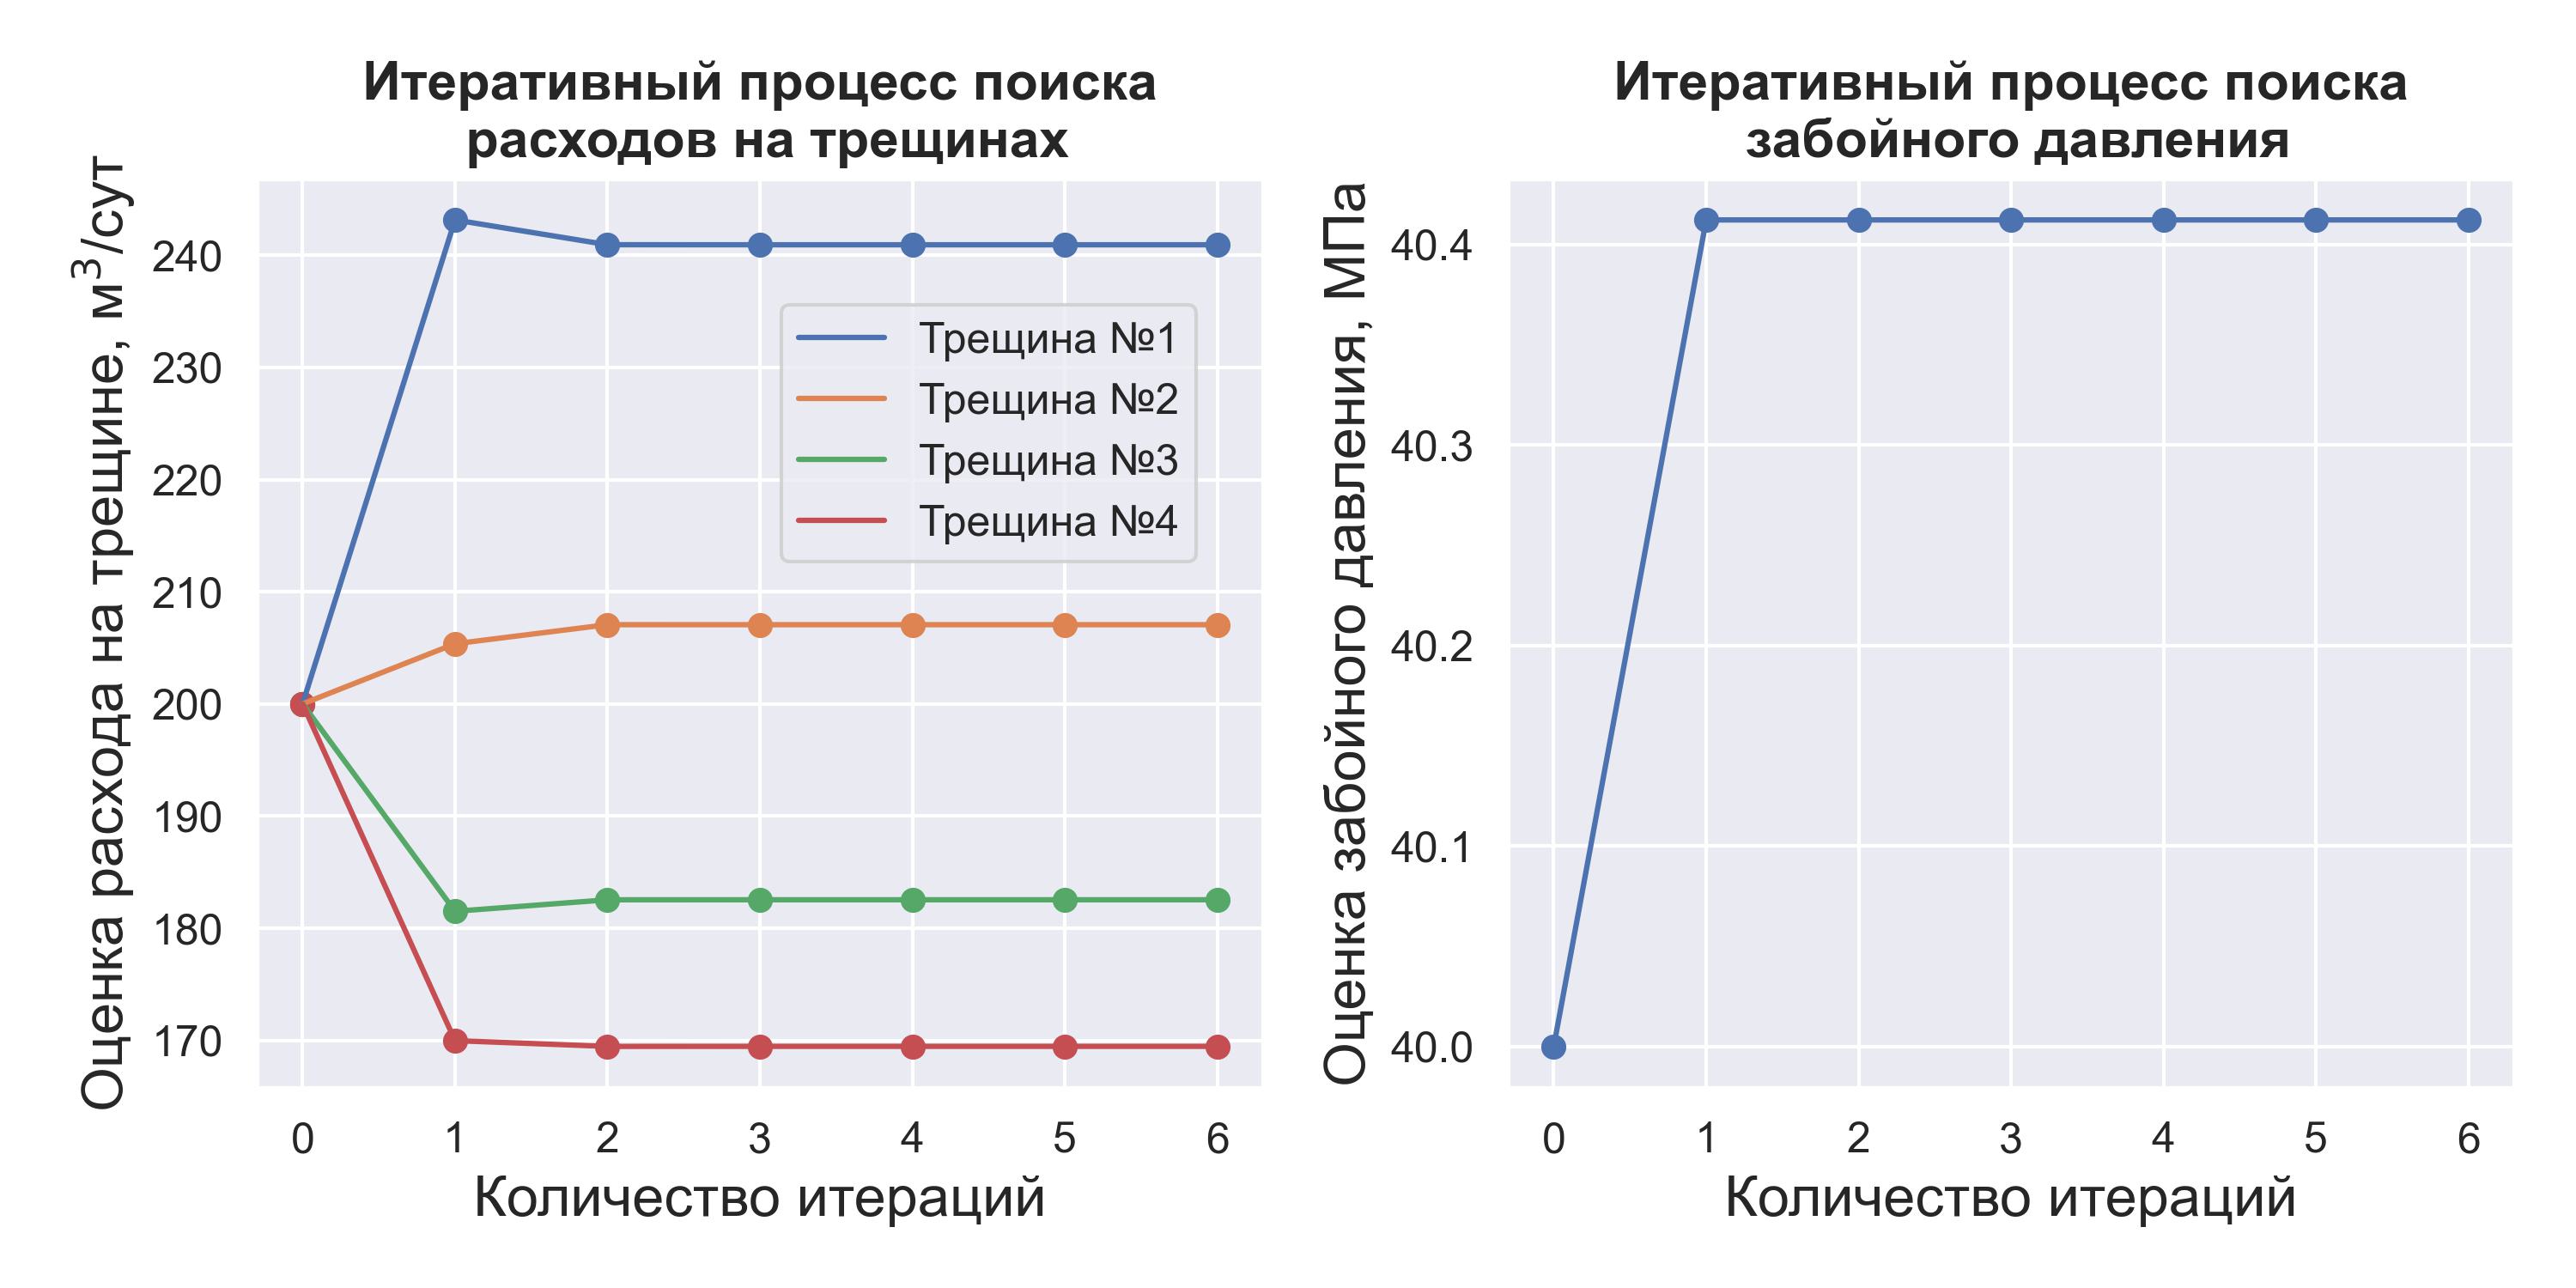 Итеративный процесс поиска
расходов на трещинах
Оценка расхода на трещине, м³/сут
240
230
220
210
200
190
180
170
Трещина №1
Трещина №2
Трещина №3
Трещина №4
0 1 2 3 4 5 6
Количество итераций
Итеративный процесс поиска
забойного давления
Оценка забойного давления, МПа
40.4
40.3
40.2
40.1
40.0
0 1 2 3 4 5 6
Количество итераций